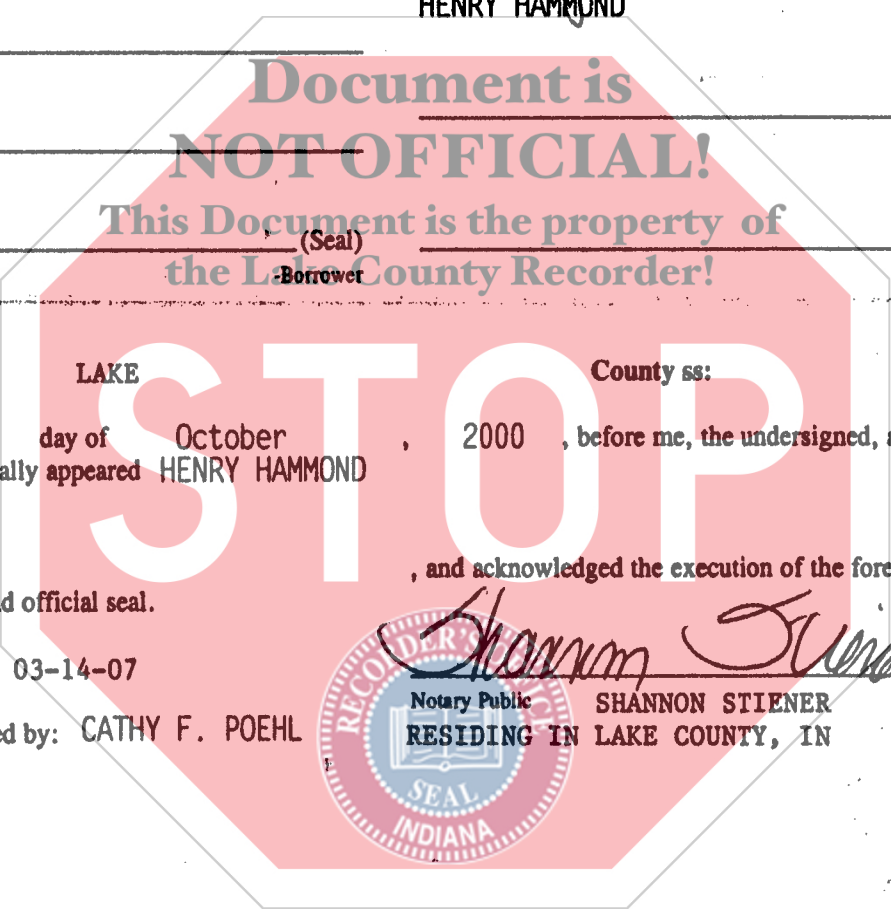 HENRY HAMMOND
Document is
NOT OFFICIAL!
This Document is the property of
(Seal)
the Lake County Recorder!
-Borrower
LAKE County ss:
day of October , 2000 , before me, the undersigned, a
ally appeared HENRY HAMMOND
STOP
, and acknowledged the execution of the fore
d official seal.
Shannon Stiener
03-14-07
Notary Public SHANNON STIENER
ed by: CATHY F. POEHL RESIDING IN LAKE COUNTY, IN
RECORDER'S OFFICE
SEAL
INDIANA